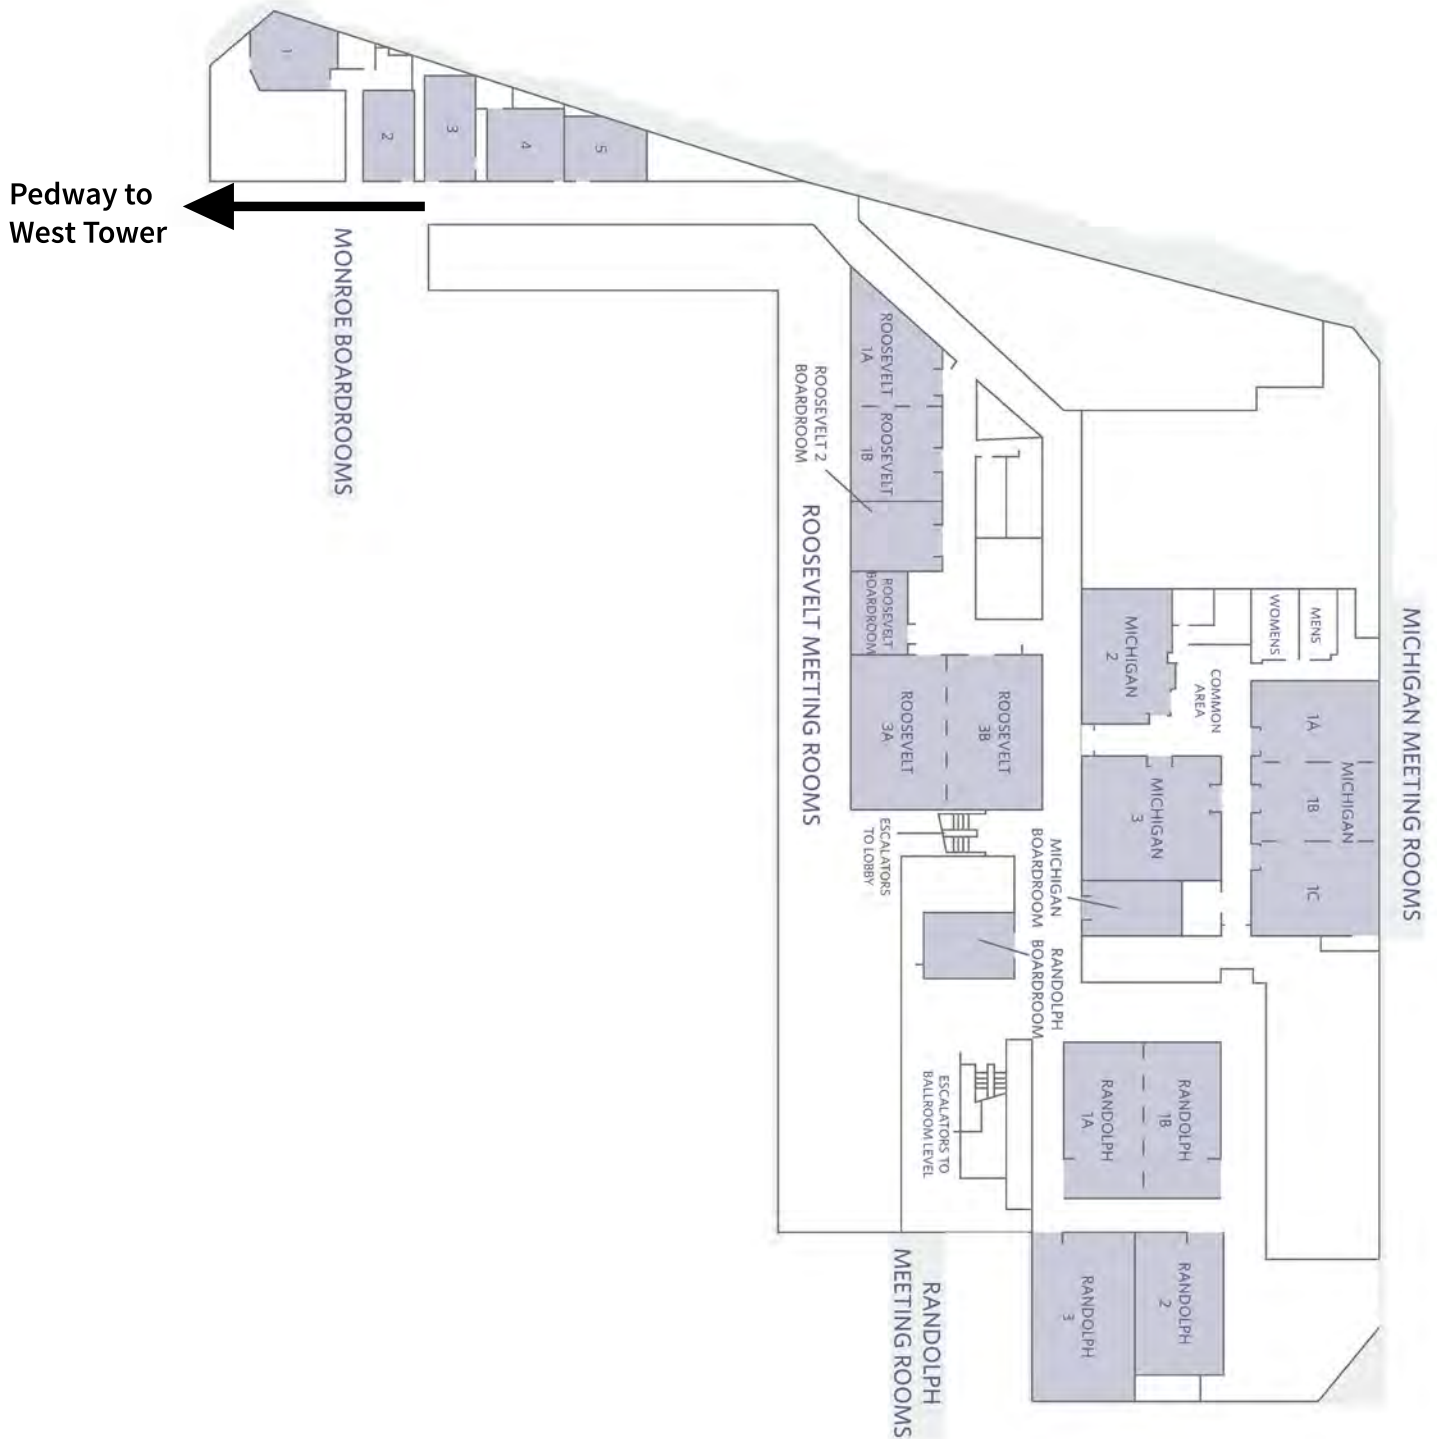 1
2
3
4
5
Pedway to
West Tower
MONROE BOARDROOMS
ROOSEVELT
1A
ROOSEVELT 2
BOARDROOM
ROOSEVELT
1B
ROOSEVELT MEETING ROOMS
ROOSEVELT
BOARDROOM
ROOSEVELT
3A
ROOSEVELT
3B
ESCALATORS
TO LOBBY
MICHIGAN
2
WOMENS
MENS
COMMON
AREA
MICHIGAN MEETING ROOMS
1A
MICHIGAN
1B
1C
MICHIGAN
3
MICHIGAN
BOARDROOM
RANDOLPH
BOARDROOM
ESCALATORS TO
BALLROOM LEVEL
RANDOLPH
1A
RANDOLPH
1B
RANDOLPH
2
RANDOLPH
3
RANDOLPH
MEETING ROOMS